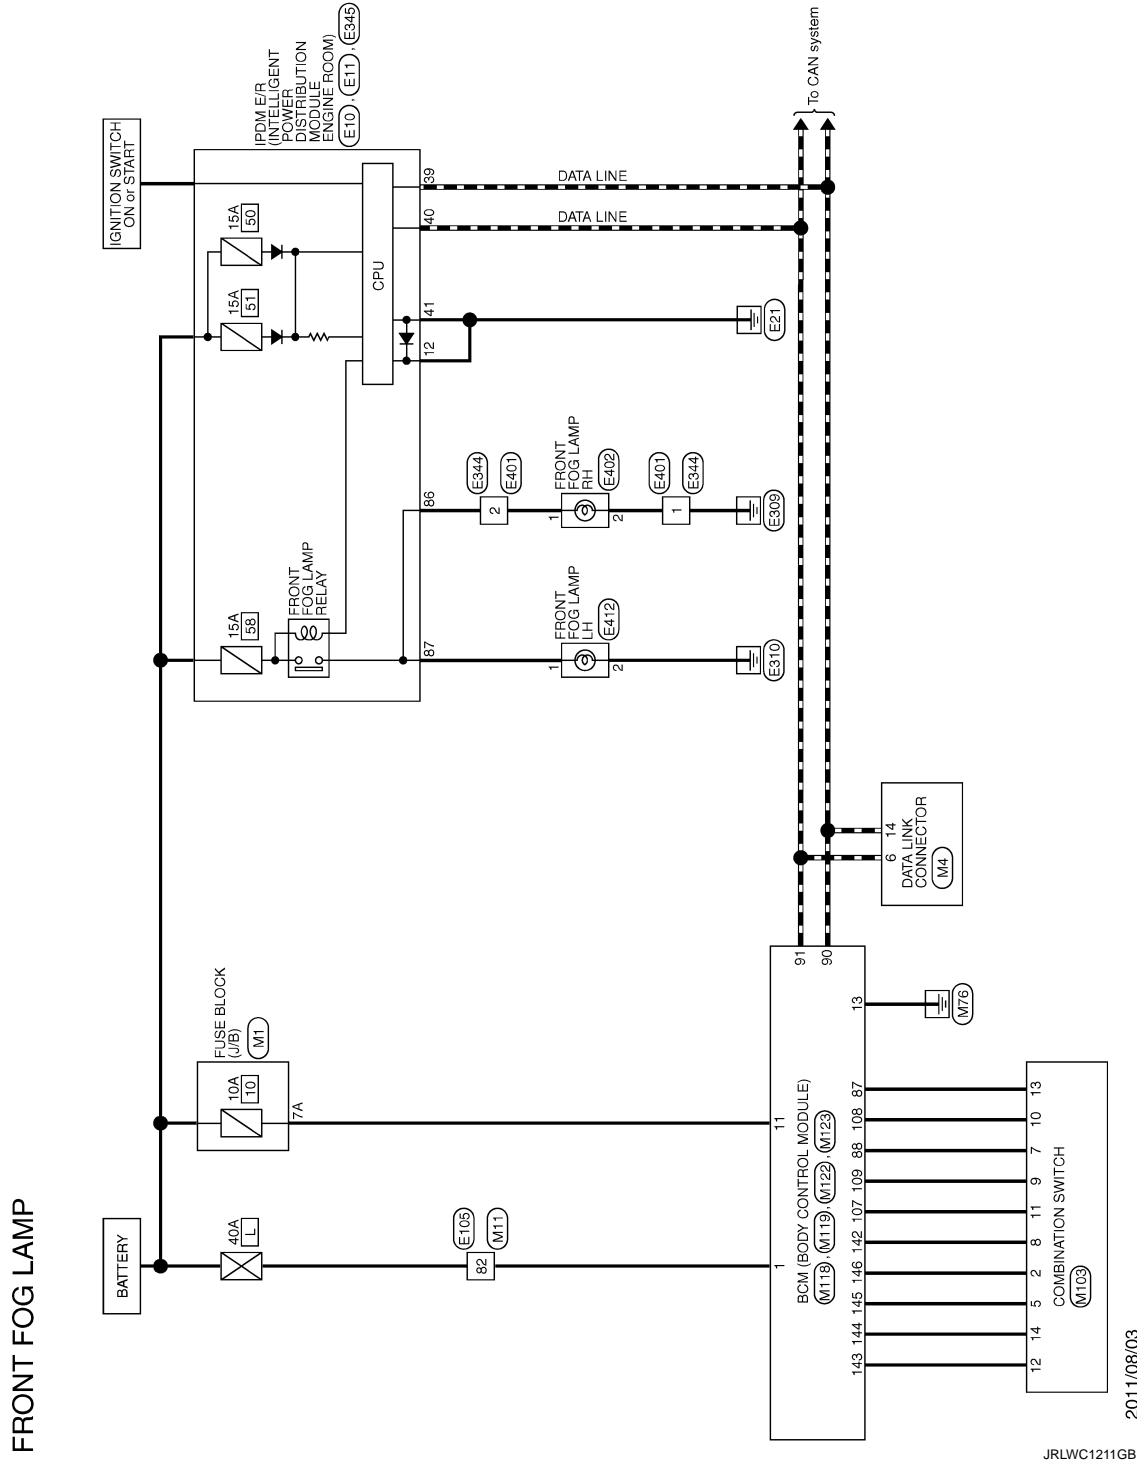 FRONT FOG LAMP
BATTERY
40A
L
E105
M11
82
1
FUSE BLOCK
(J/B)
M1
10A
10
7A
11
15A
58
FRONT
FOG LAMP
RELAY
15A
51
15A
50
IGNITION SWITCH
ON or START
IPDM E/R
(INTELLIGENT
POWER
DISTRIBUTION
MODULE
ENGINE ROOM)
E10 , E11 , E345
CPU
87
86
12
41
40
39
DATA LINE
DATA LINE
To CAN system
1
FRONT
FOG LAMP
LH
E412
2
E310
E344
E401
2
1
FRONT
FOG LAMP
RH
E402
2
E401
E344
1
E309
E21
BCM (BODY CONTROL MODULE)
M118 , M119 , M122 , M123
91
90
6
14
DATA LINK
CONNECTOR
M4
13
M76
143
144
145
146
142
107
109
88
108
87
12
14
5
2
8
11
9
7
10
13
COMBINATION SWITCH
M103
2011/08/03
JRLWC1211GB